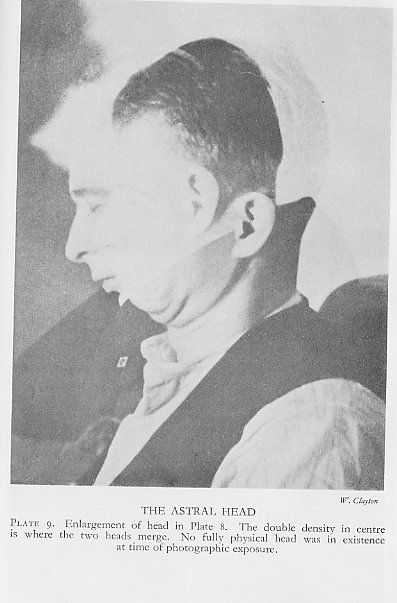 W. Clayton
THE ASTRAL HEAD
PLATE 9. Enlargement of head in Plate 8. The double density in centre
is where the two heads merge. No fully physical head was in existence
at time of photographic exposure.